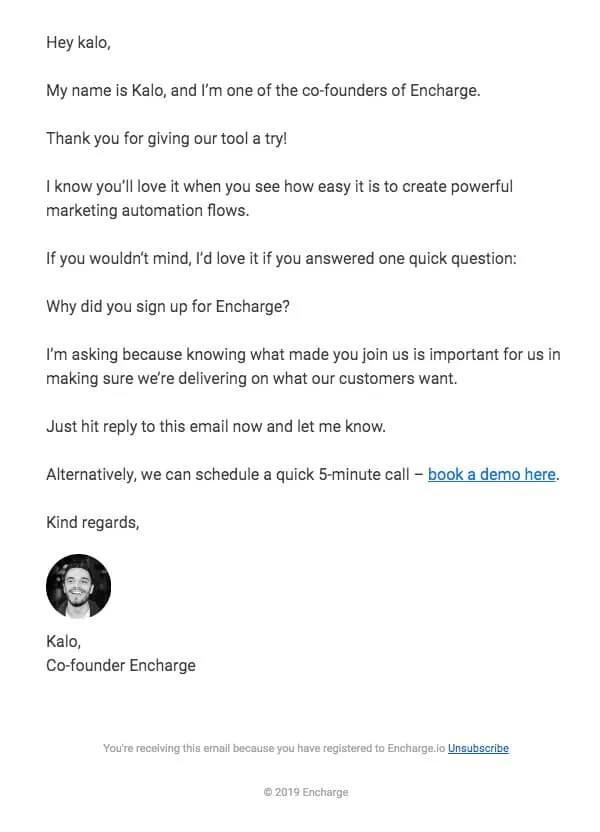 Hey kalo,
My name is Kalo, and I’m one of the co-founders of Encharge.
Thank you for giving our tool a try!
I know you’ll love it when you see how easy it is to create powerful
marketing automation flows.
If you wouldn’t mind, I’d love it if you answered one quick question:
Why did you sign up for Encharge?
I’m asking because knowing what made you join us is important for us in
making sure we’re delivering on what our customers want.
Just hit reply to this email now and let me know.
Alternatively, we can schedule a quick 5-minute call – book a demo here.
Kind regards,
Kalo,
Co-founder Encharge
You're receiving this email because you have registered to Encharge.io Unsubscribe
© 2019 Encharge